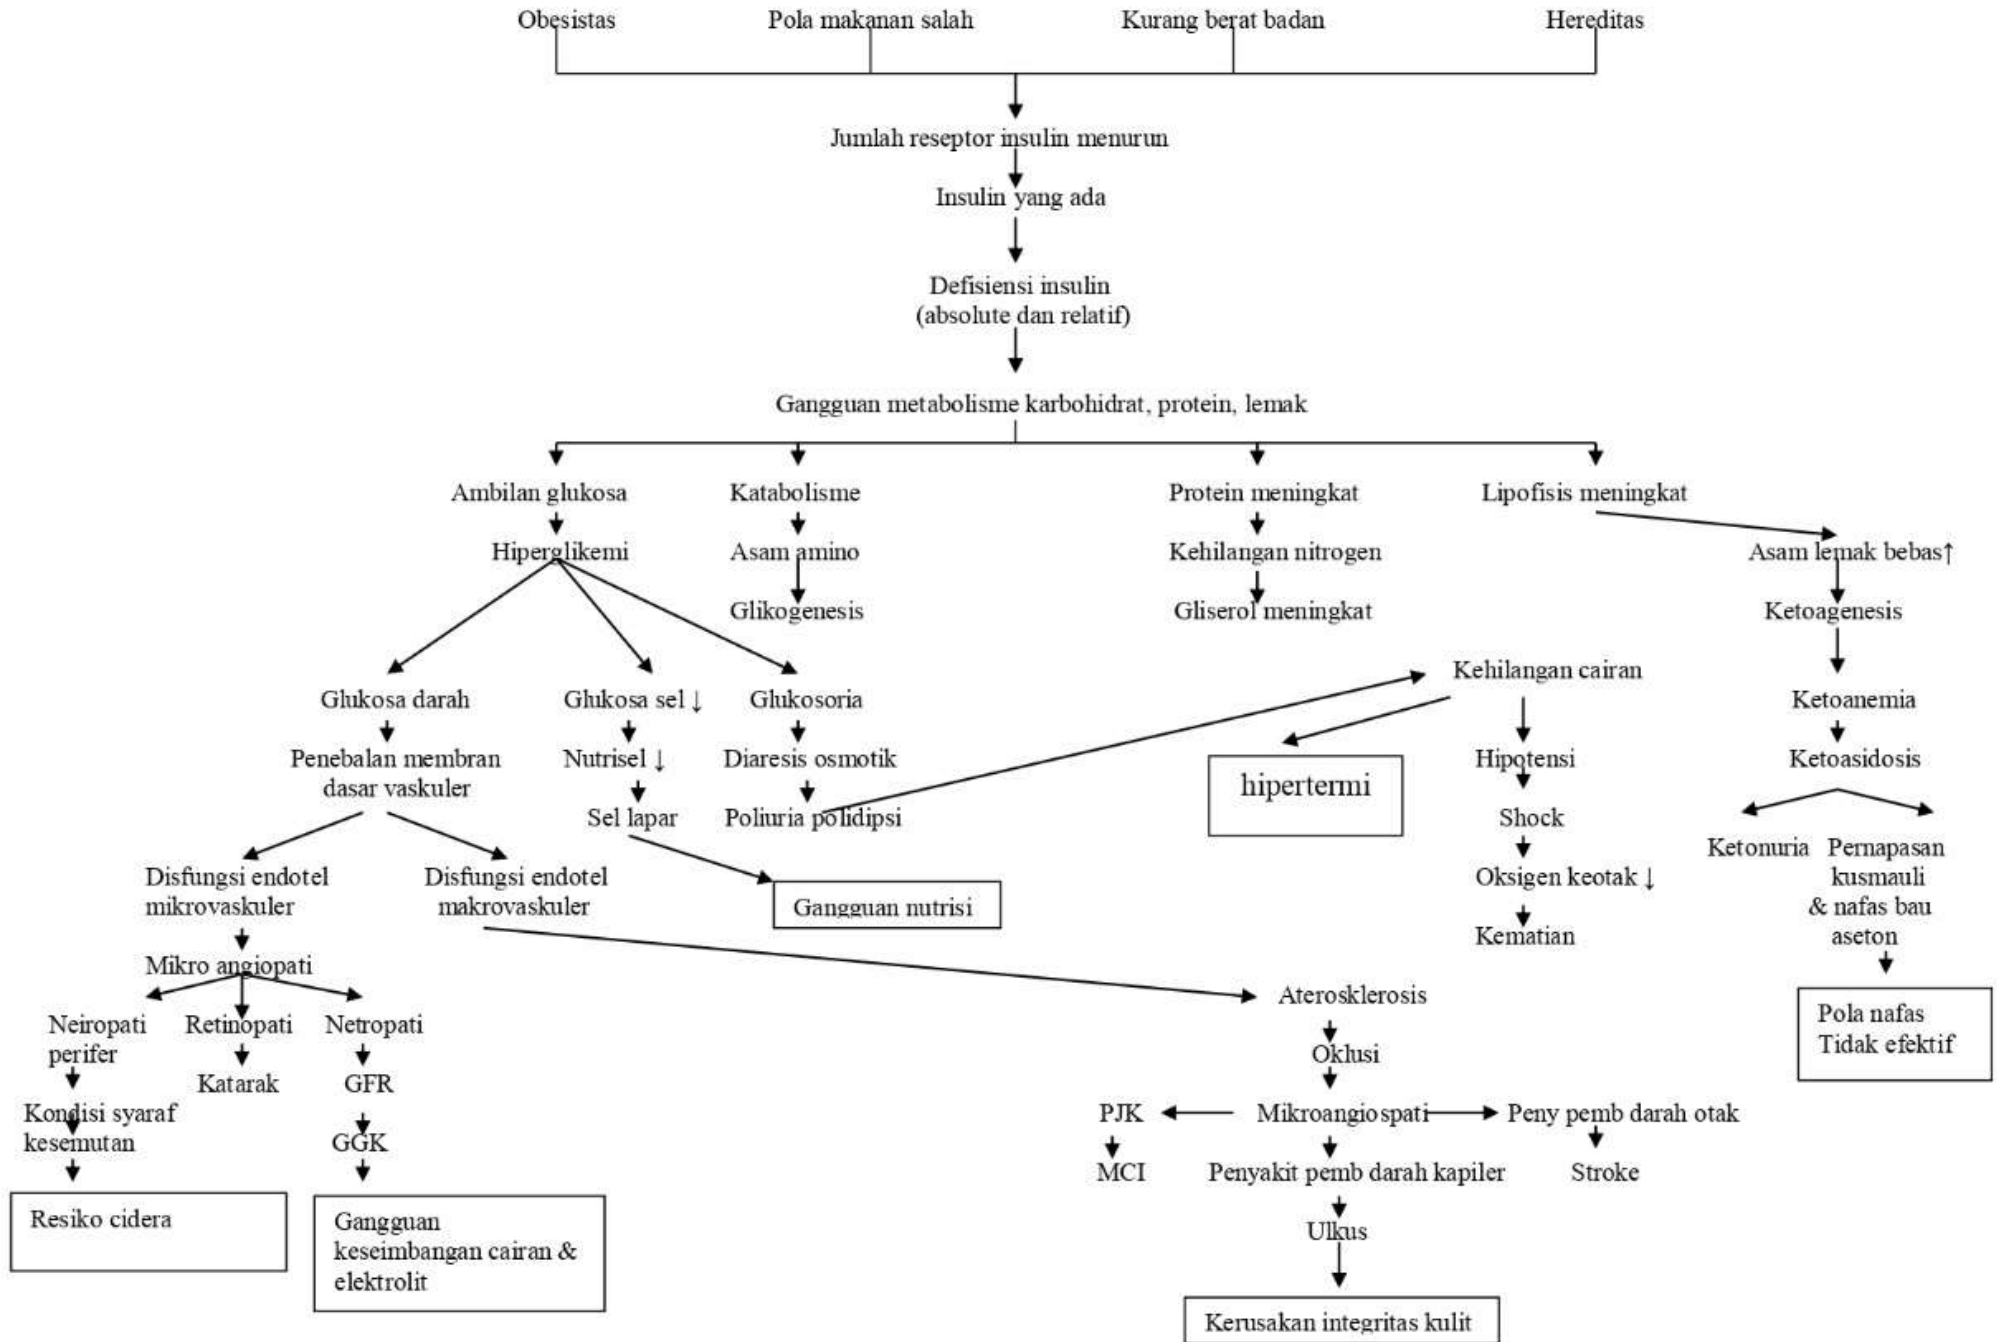 Obesistas
Pola makanan salah
Kurang berat badan
Hereditas
Jumlah reseptor insulin menurun
Insulin yang ada
Defisiensi insulin
(absolute dan relatif)
Gangguan metabolisme karbohidrat, protein, lemak
Ambilan glukosa
Katabolisme
Protein meningkat
Lipofisis meningkat
Hiperglikemi
Asam amino
Kehilangan nitrogen
Asam lemak bebas↑
Glikogenesis
Gliserol meningkat
Ketoagenesis
Kehilangan cairan
Glukosa darah
Glukosa sel ↓
Glukosoria
Ketoanemia
Penebalan membran
dasar vaskuler
Nutrisel ↓
Diaresis osmotik
hipertermi
Hipotensi
Ketoasidosis
Sel lapar
Poliuria polidipsi
Shock
Ketonuria
Pernapasan
kusmauli
& nafas bau
aseton
Disfungsi endotel
mikrovaskuler
Disfungsi endotel
makrovaskuler
Gangguan nutrisi
Oksigen keotak ↓
Kematian
Mikro angiopati
Aterosklerosis
Pola nafas
Tidak efektif
Neiropati
perifer
Retinopati
Netropati
Oklusi
Katarak
GFR
Kondisi syaraf
kesemutan
GGK
PJK
Mikroangiospati
Peny pemb darah otak
MCI
Penyakit pemb darah kapiler
Stroke
Resiko cidera
Gangguan
keseimbangan cairan &
elektrolit
Ulkus
Kerusakan integritas kulit